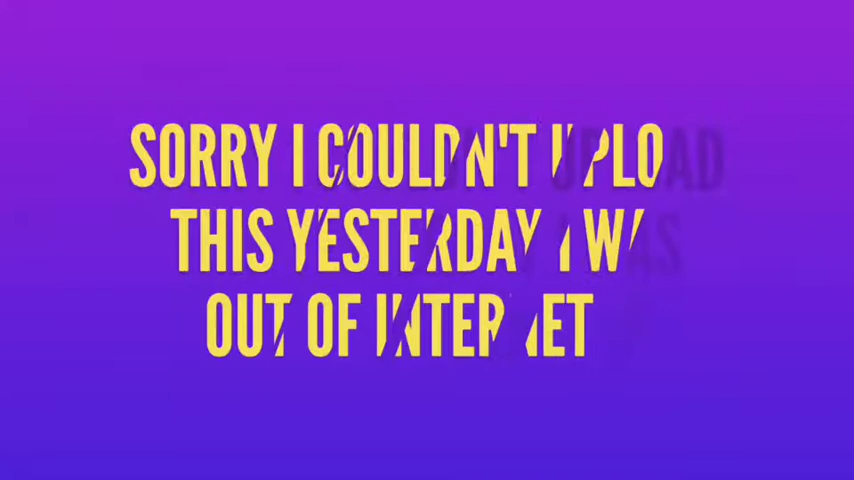 SORRY I COULDN'T UPLOAD
THIS YESTERDAY I WAS
OUT OF INTERNET